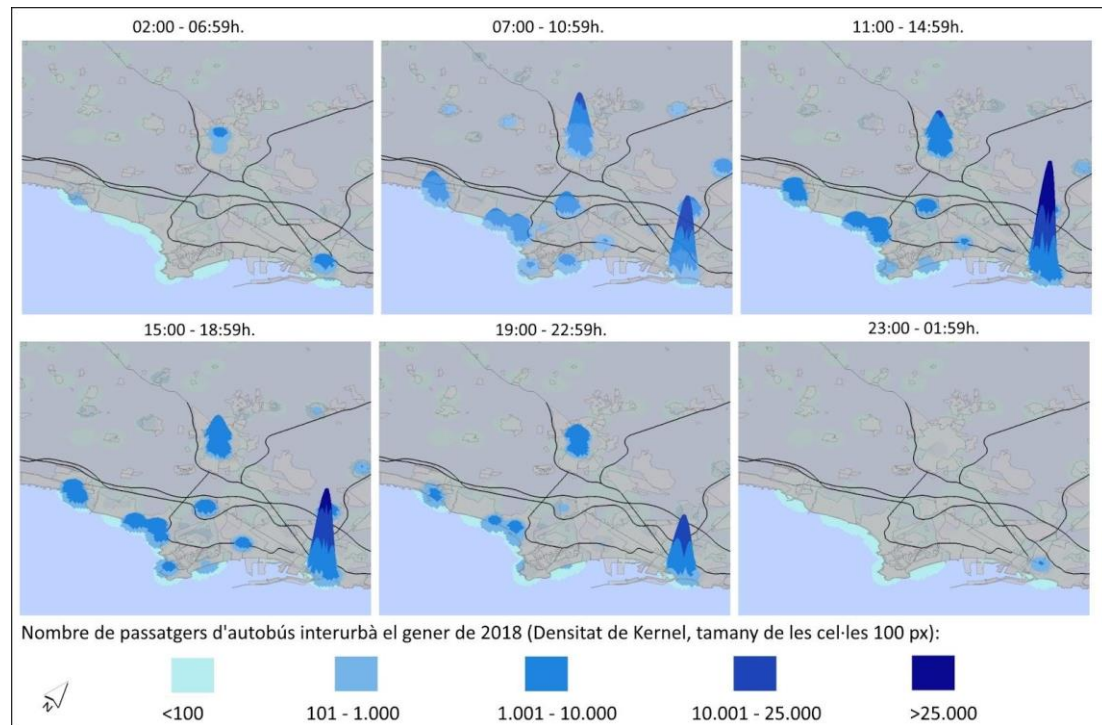 02:00 - 06:59h.
07:00 - 10:59h.
11:00 - 14:59h.
15:00 - 18:59h.
19:00 - 22:59h.
23:00 - 01:59h.
Nombre de passatgers d'autobús interurbà el gener de 2018 (Densitat de Kernel, tamany de les cel·les 100 px):
N
<100
101 - 1.000
1.001 - 10.000
10.001 - 25.000
>25.000